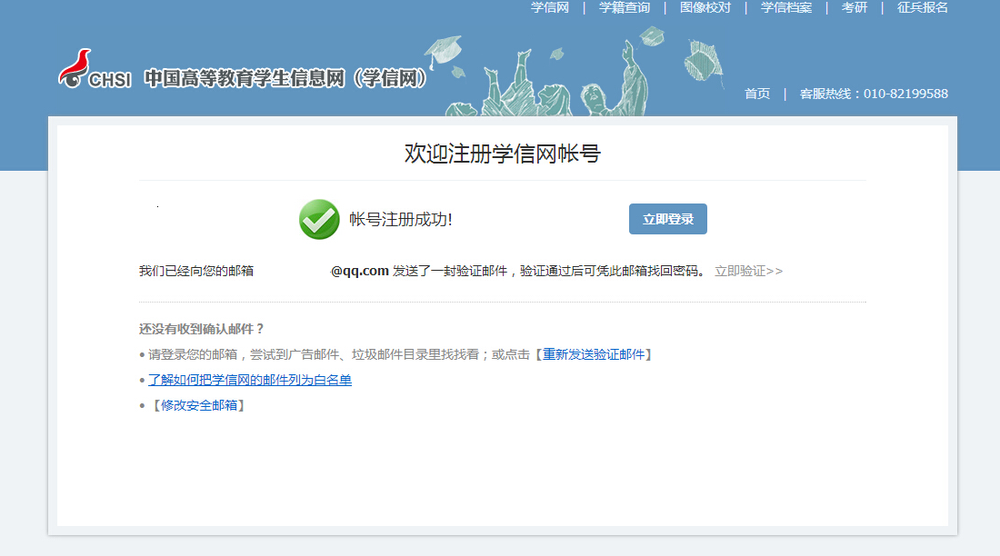 学信网 | 学籍查询 | 图像校对 | 学信档案 | 考研 | 征兵报名
CHSI 中国高等教育学生信息网（学信网）
首页 | 客服热线：010-82199588
欢迎注册学信网帐号
帐号注册成功!
立即登录
我们已经向您的邮箱 @qq.com 发送了一封验证邮件，验证通过后可凭此邮箱找回密码。 立即验证>>
还没有收到确认邮件？
• 请登录您的邮箱，尝试到广告邮件、垃圾邮件目录里找找看；或点击【重新发送验证邮件】
• 了解如何把学信网的邮件列为白名单
• 【修改安全邮箱】